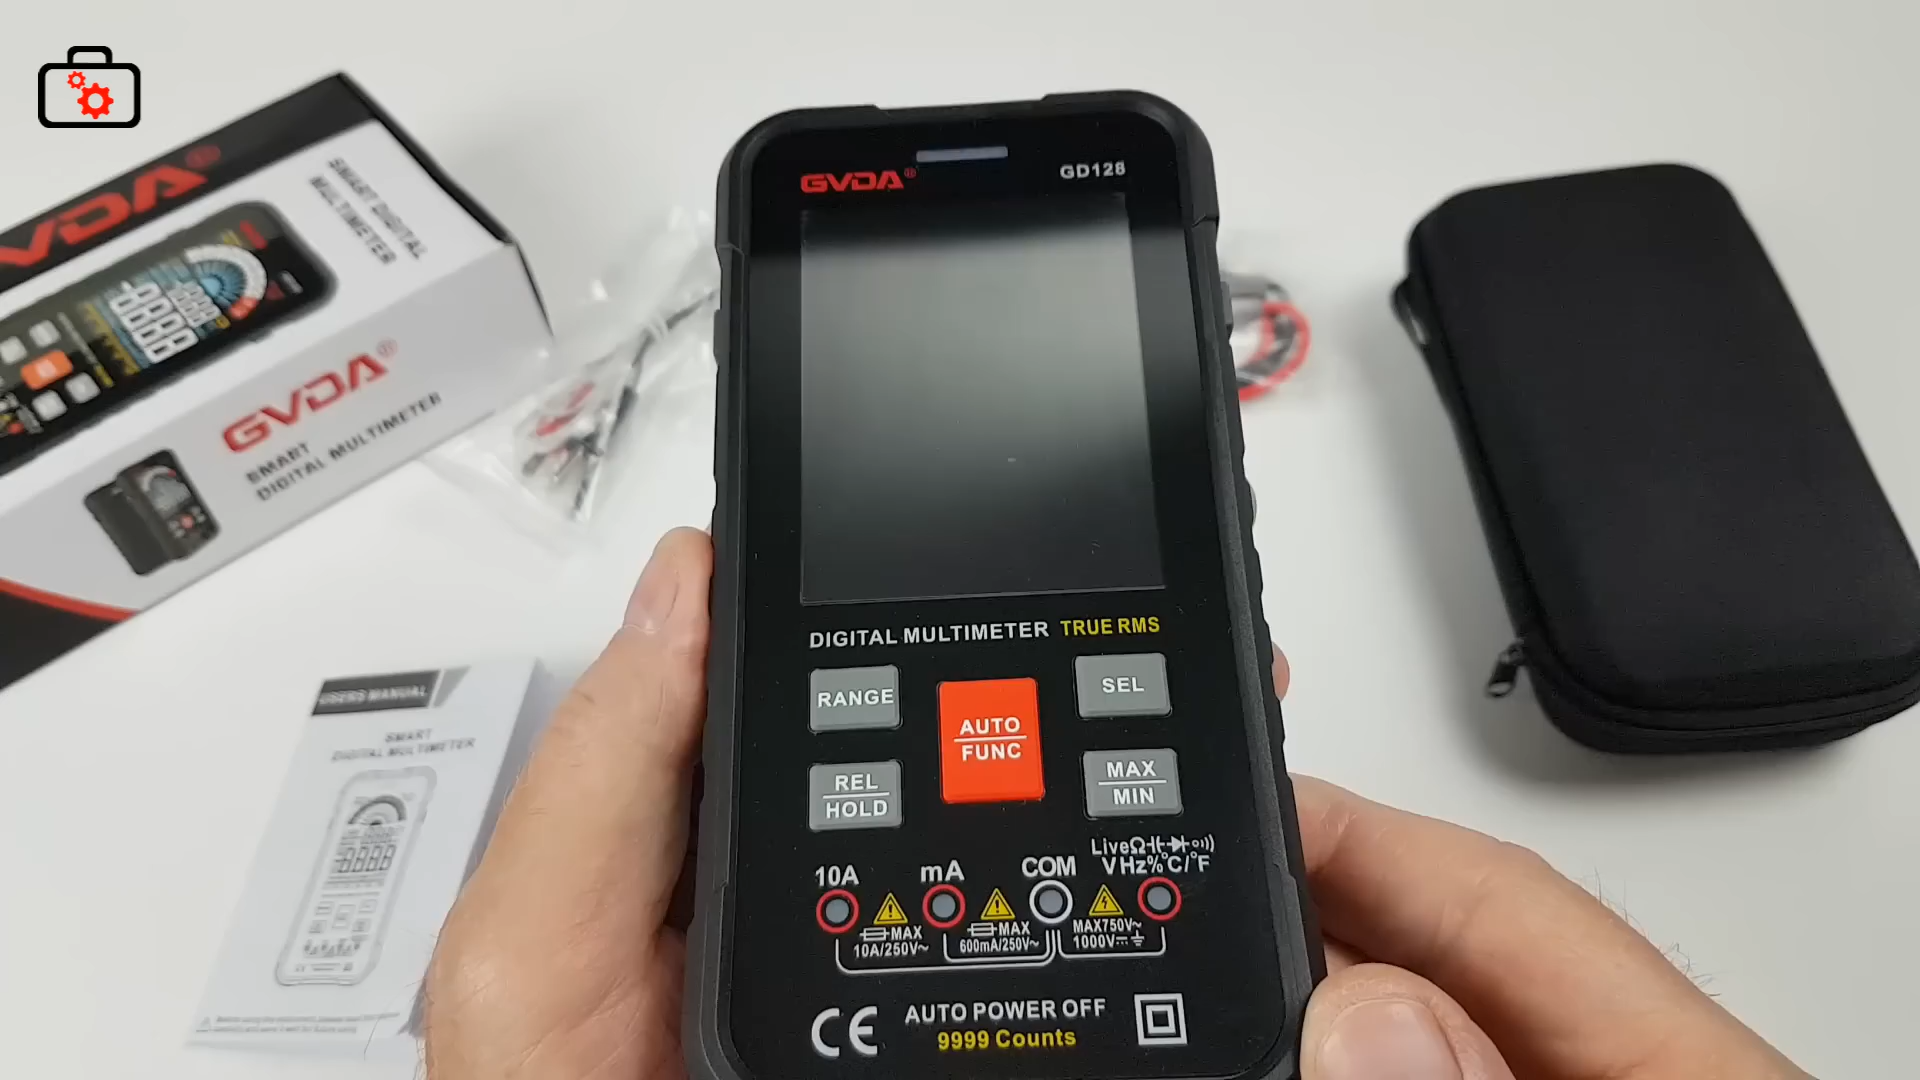 GVDA®
SMART DIGITAL
MULTIMETER
GVDA®
SMART
DIGITAL MULTIMETER
USERS MANUAL
SMART
DIGITAL MULTIMETER
GVDA®
GD128
DIGITAL MULTIMETER TRUE RMS
RANGE
AUTO
FUNC
SEL
REL
HOLD
MAX
MIN
10A
mA
COM
LiveΩ
VHz%°C/°F
MAX
10A/250V~
MAX
600mA/250V~
MAX750V~
1000V
CE
AUTO POWER OFF
9999 Counts